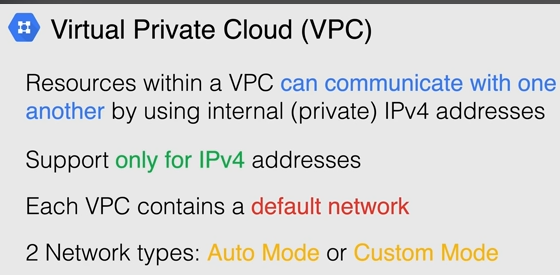 Virtual Private Cloud (VPC)
Resources within a VPC can communicate with one
another by using internal (private) IPv4 addresses
Support only for IPv4 addresses
Each VPC contains a default network
2 Network types: Auto Mode or Custom Mode